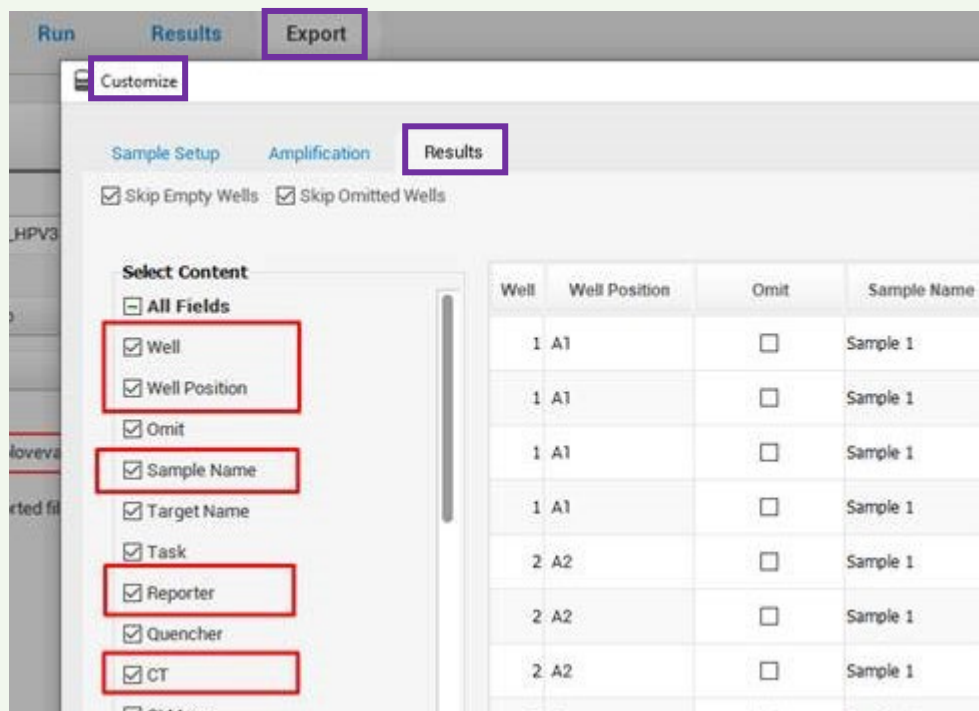 Run Results Export
Customize
Sample Setup Amplification Results
Skip Empty Wells Skip Omitted Wells
_HPV3
Select Content
All Fields
Well Well Position Omit Sample Name
Well
1 A1 Sample 1
Well Position
1 A1 Sample 1
Omit
1 A1 Sample 1
Sample Name
Target Name
1 A1 Sample 1
rted fil
Task
2 A2 Sample 1
Reporter
2 A2 Sample 1
Quencher
CT
2 A2 Sample 1